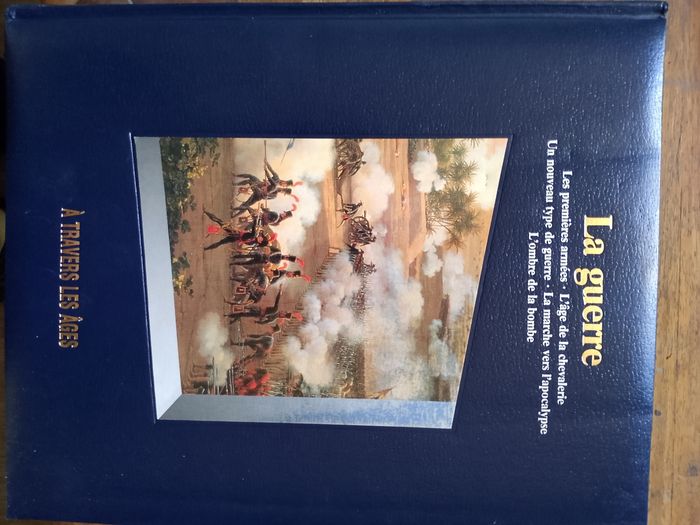 La guerre
Les premières armées · L'âge de la chevalerie
Un nouveau type de guerre · La marche vers l'apocalypse
L'ombre de la bombe
À TRAVERS LES ÂGES